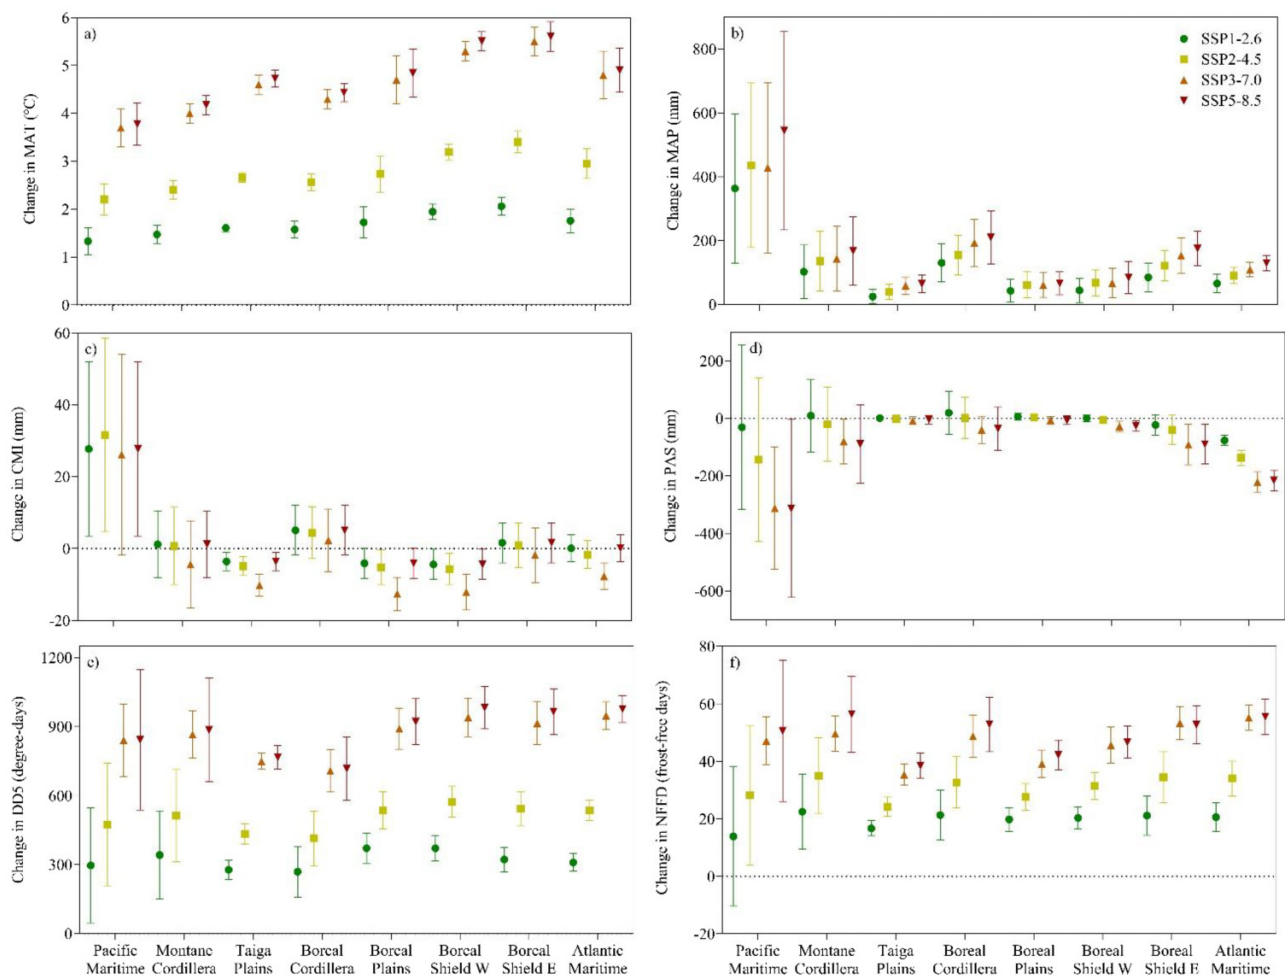 a)
Change in MAT (°C)
6
5
4
3
2
1
0
b)
SSP1-2.6
SSP2-4.5
SSP3-7.0
SSP5-8.5
Change in MAP (mm)
800
600
400
200
0
c)
Change in CMI (mm)
60
40
20
0
-20
d)
Change in PAS (mm)
200
0
-200
-400
-600
e)
Change in DD5 (degree-days)
1200
900
600
300
0
Pacific Montane Taiga Boreal Boreal Boreal Boreal Atlantic
Maritime Cordillera Plains Cordillera Plains Shield W Shield E Maritime
f)
Change in NFFD (frost-free days)
80
60
40
20
0
-20
Pacific Montane Taiga Boreal Boreal Boreal Boreal Atlantic
Maritime Cordillera Plains Cordillera Plains Shield W Shield E Maritime